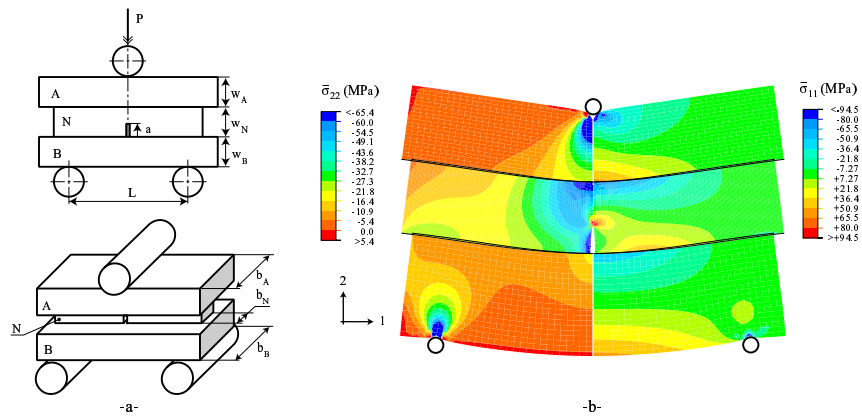 P
A
w_A
N
a
w_N
B
w_B
L
b_A
A
b_N
N
B
b_B
-a-
σ̄₂₂ (MPa)
<-65.4
-60.0
-54.5
-49.1
-43.6
-38.2
-32.7
-27.3
-21.8
-16.4
-10.9
-5.4
0.0
>5.4
2
1
σ̄₁₁ (MPa)
<-94.5
-80.0
-65.5
-50.9
-36.4
-21.8
-7.27
+7.27
+21.8
+36.4
+50.9
+65.5
+80.0
>+94.5
-b-